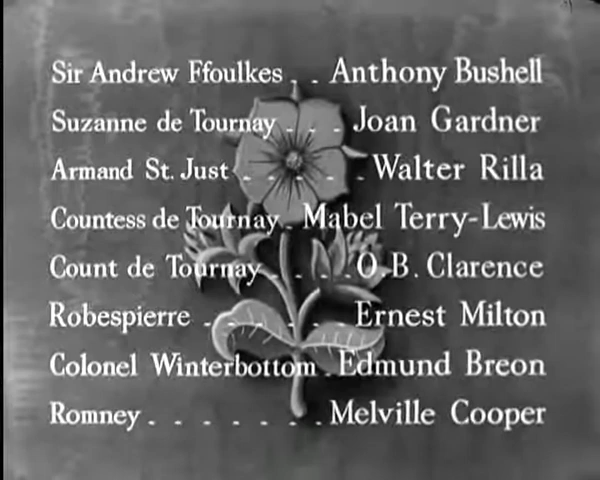 Sir Andrew Ffoulkes . . Anthony Bushell
Suzanne de Tournay . . . Joan Gardner
Armand St. Just . . . . . Walter Rilla
Countess de Tournay . Mabel Terry-Lewis
Count de Tournay . . . . O.B. Clarence
Robespierre . . . . . . Ernest Milton
Colonel Winterbottom . Edmund Breon
Romney . . . . . . . Melville Cooper